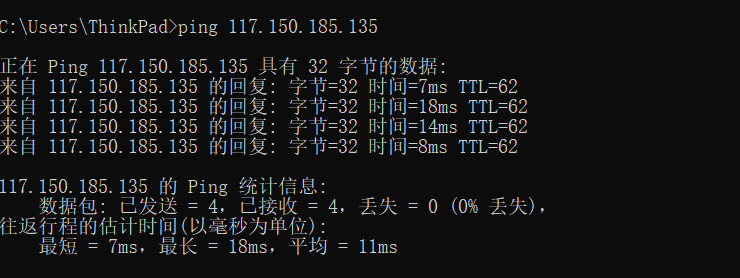 C:\Users\ThinkPad>ping 117.150.185.135
正在 Ping 117.150.185.135 具有 32 字节的数据:
来自 117.150.185.135 的回复: 字节=32 时间=7ms TTL=62
来自 117.150.185.135 的回复: 字节=32 时间=18ms TTL=62
来自 117.150.185.135 的回复: 字节=32 时间=14ms TTL=62
来自 117.150.185.135 的回复: 字节=32 时间=8ms TTL=62
117.150.185.135 的 Ping 统计信息:
数据包: 已发送 = 4，已接收 = 4，丢失 = 0 (0% 丢失)，
往返行程的估计时间(以毫秒为单位):
最短 = 7ms，最长 = 18ms，平均 = 11ms